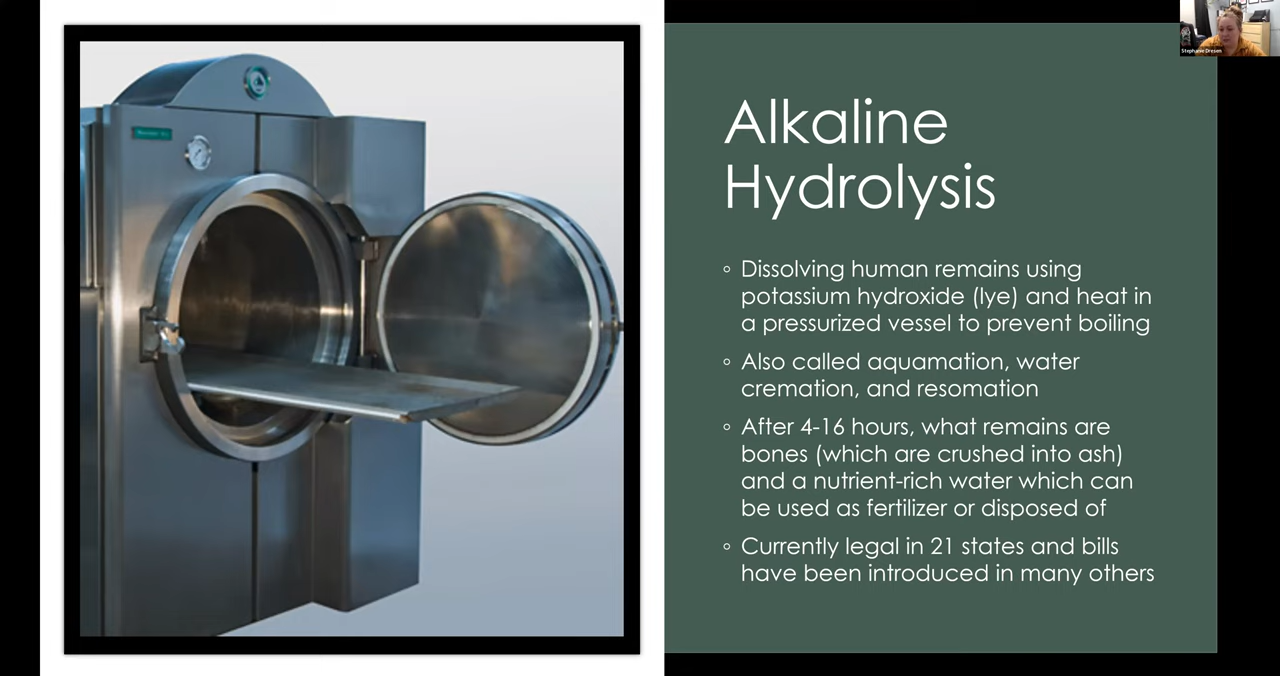 Stephanie Dresen
Alkaline
Hydrolysis
◦ Dissolving human remains using
potassium hydroxide (lye) and heat in
a pressurized vessel to prevent boiling
◦ Also called aquamation, water
cremation, and resomation
◦ After 4-16 hours, what remains are
bones (which are crushed into ash)
and a nutrient-rich water which can
be used as fertilizer or disposed of
◦ Currently legal in 21 states and bills
have been introduced in many others